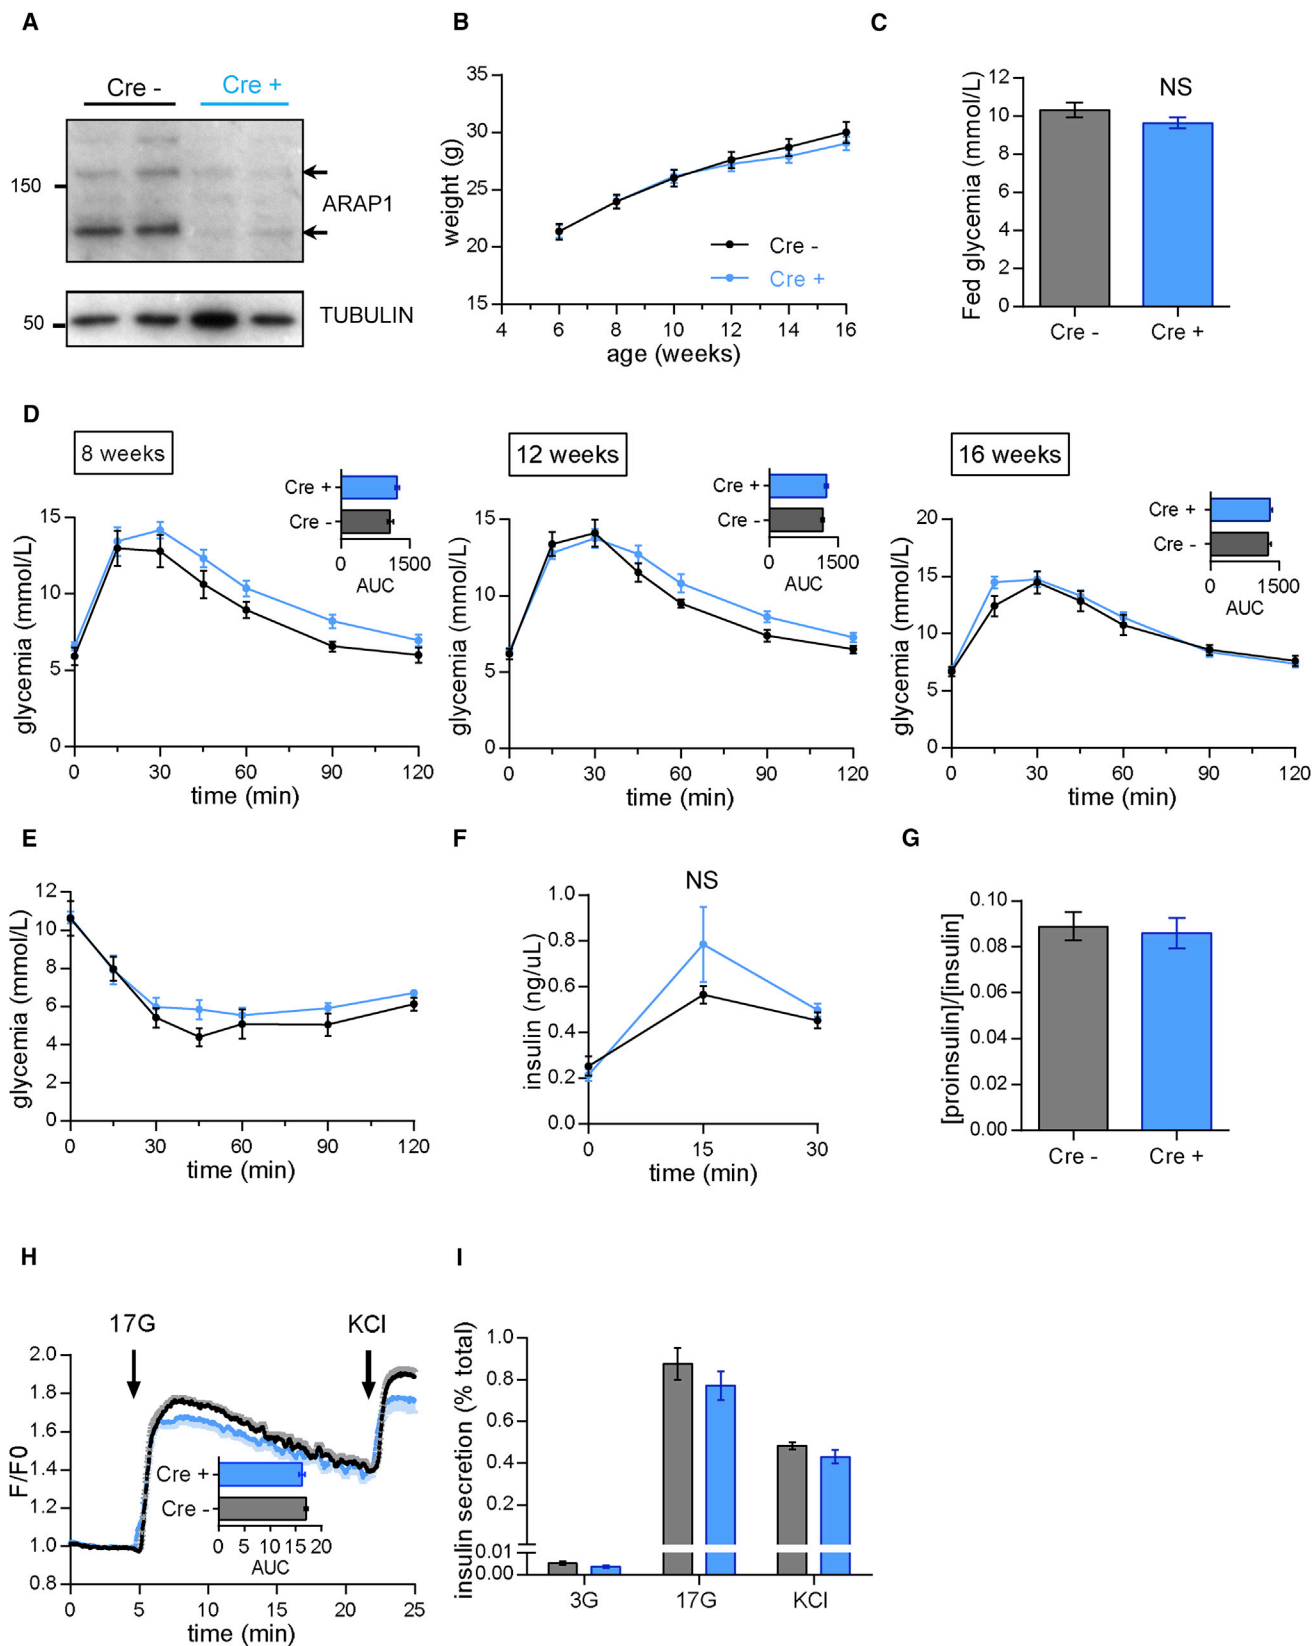 A
Cre -
Cre +
150
ARAP1
50
TUBULIN
B
35
30
25
20
15
weight (g)
Cre -
Cre +
4
6
8
10
12
14
16
age (weeks)
C
12
10
8
6
4
2
0
Fed glycemia (mmol/L)
NS
Cre -
Cre +
D
8 weeks
Cre +
Cre -
0
1500
AUC
15
10
5
0
glycemia (mmol/L)
0
30
60
90
120
time (min)
12 weeks
Cre +
Cre -
0
1500
AUC
15
10
5
0
glycemia (mmol/L)
0
30
60
90
120
time (min)
16 weeks
Cre +
Cre -
0
1500
AUC
20
15
10
5
0
glycemia (mmol/L)
0
30
60
90
120
time (min)
E
12
10
8
6
4
2
0
glycemia (mmol/L)
0
30
60
90
120
time (min)
F
NS
1.0
0.8
0.6
0.4
0.2
0.0
insulin (ng/uL)
0
15
30
time (min)
G
0.10
0.08
0.06
0.04
0.02
0.00
[proinsulin]/[insulin]
Cre -
Cre +
H
17G
KCl
2.0
1.8
1.6
1.4
1.2
1.0
0.8
F/F0
Cre +
Cre -
0
5
10
15
20
AUC
0
5
10
15
20
25
time (min)
I
1.0
0.8
0.6
0.4
0.2
0.01
0.00
insulin secretion (% total)
3G
17G
KCl